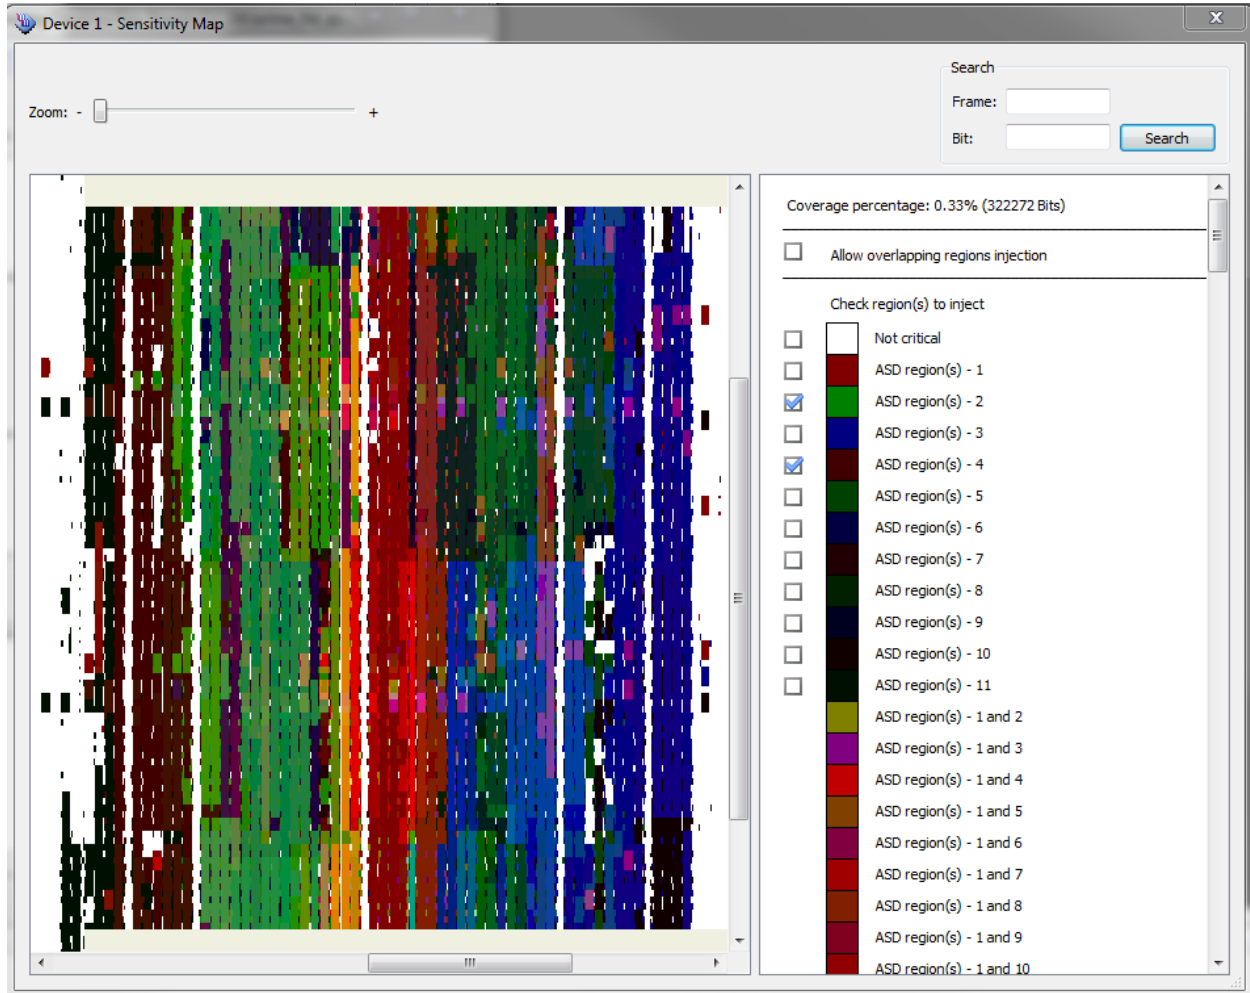 Device 1 - Sensitivity Map
Search
Zoom: - +
Frame:
Bit:
Search
Coverage percentage: 0.33% (322272 Bits)
Allow overlapping regions injection
Check region(s) to inject
Not critical
ASD region(s) - 1
ASD region(s) - 2
ASD region(s) - 3
ASD region(s) - 4
ASD region(s) - 5
ASD region(s) - 6
ASD region(s) - 7
ASD region(s) - 8
ASD region(s) - 9
ASD region(s) - 10
ASD region(s) - 11
ASD region(s) - 1 and 2
ASD region(s) - 1 and 3
ASD region(s) - 1 and 4
ASD region(s) - 1 and 5
ASD region(s) - 1 and 6
ASD region(s) - 1 and 7
ASD region(s) - 1 and 8
ASD region(s) - 1 and 9
ASD region(s) - 1 and 10